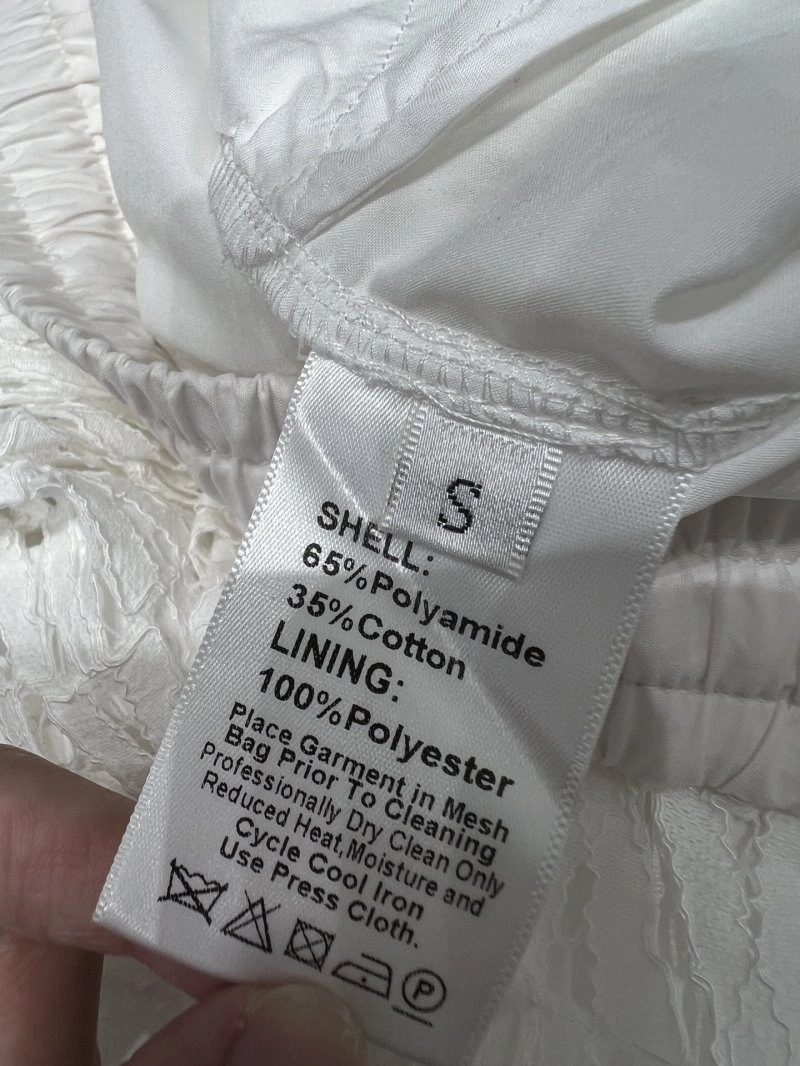 S
SHELL:
65%Polyamide
35%Cotton
LINING:
100%Polyester
Place Garment in Mesh
Bag Prior To Cleaning
Professionally Dry Clean Only
Reduced Heat,Moisture and
Cycle Cool Iron
Use Press Cloth.
P